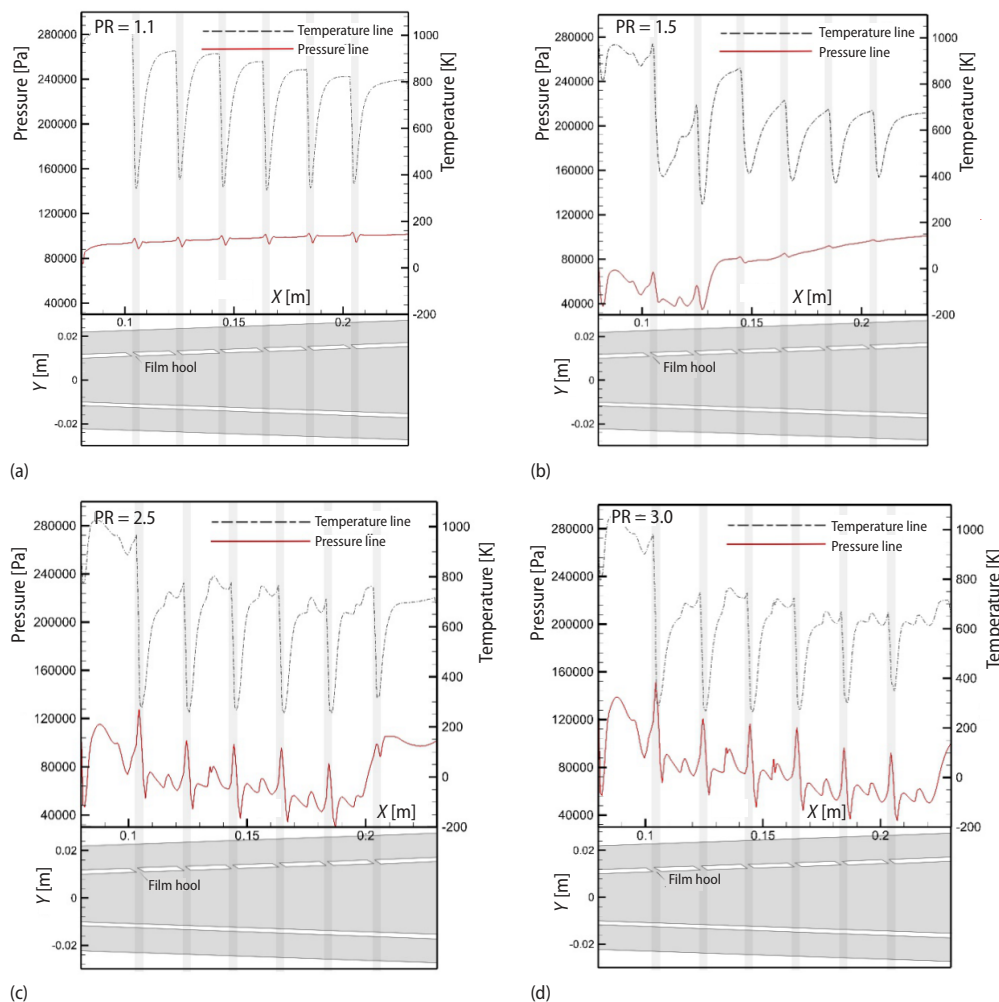 PR = 1.1
Temperature line
Pressure line
Pressure [Pa]
Temperature [K]
280000
240000
200000
160000
120000
80000
40000
1000
800
600
400
200
0
-200
X [m]
0.1
0.15
0.2
Y [m]
0.02
0
-0.02
Film hool
(a)
PR = 1.5
Temperature line
Pressure line
Pressure [Pa]
Temperature [K]
280000
240000
200000
160000
120000
80000
40000
1000
800
600
400
200
0
-200
X [m]
0.1
0.15
0.2
Y [m]
0.02
0
-0.02
Film hool
(b)
PR = 2.5
Temperature line
Pressure line
Pressure [Pa]
Temperature [K]
280000
240000
200000
160000
120000
80000
40000
1000
800
600
400
200
0
-200
X [m]
0.1
0.15
0.2
Y [m]
0.02
0
-0.02
Film hool
(c)
PR = 3.0
Temperature line
Pressure line
Pressure [Pa]
Temperature [K]
280000
240000
200000
160000
120000
80000
40000
1000
800
600
400
200
0
-200
X [m]
0.1
0.15
0.2
Y [m]
0.02
0
-0.02
Film hool
(d)